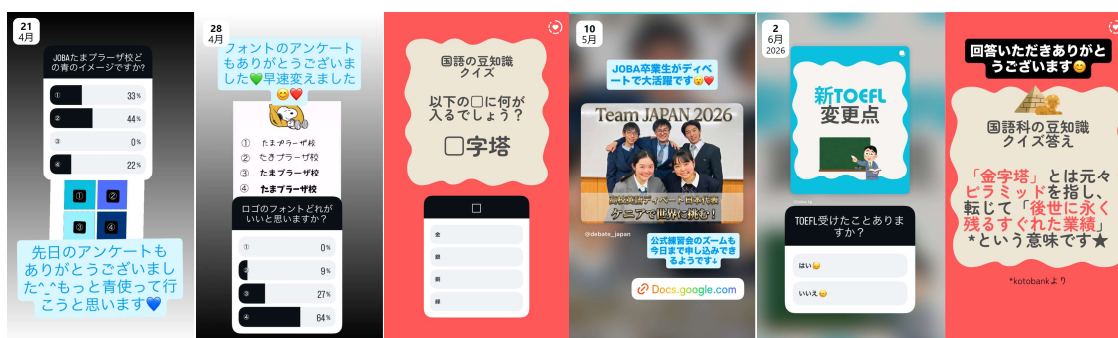 21
4月
JOBAたまプラーザ校ど
の青のイメージですか?
① 33%
② 44%
③ 0%
④ 22%
①
②
③
④
先日のアンケートも
ありがとうございまし
た^_^もっと青使って行
こうと思います💙
28
4月
フォントのアンケート
もありがとうございま
した💚早速変えました
😊❤️
① たまプラーザ校
② たまプラーザ校
③ たまプラーザ校
④ たまプラーザ校
ロゴのフォントどれが
いいと思いますか?
① 0%
② 9%
③ 27%
④ 64%
国語の豆知識
クイズ
以下の□に何が
入るでしょう?
□字塔
□
金
銀
銅
10
5月
JOBA卒業生がディベ
ートで大活躍です😇❤️
Team JAPAN 2026
高校英語ディベート日本代表
ケニアで世界に挑む!
@debate_japan
公式練習会のズームも
今日まで申し込みでき
るようです↓
Docs.google.com
2
6月
2026
新TOEFL
変更点
TOEFL受けたことありま
すか?
はい😀
いいえ😀
回答いただきありがと
うございます😊
国語科の豆知識
クイズ答え
「金字塔」とは元々
ピラミッドを指し、
転じて「後世に永く
残るすぐれた業績」
*という意味です★
*kotobankより